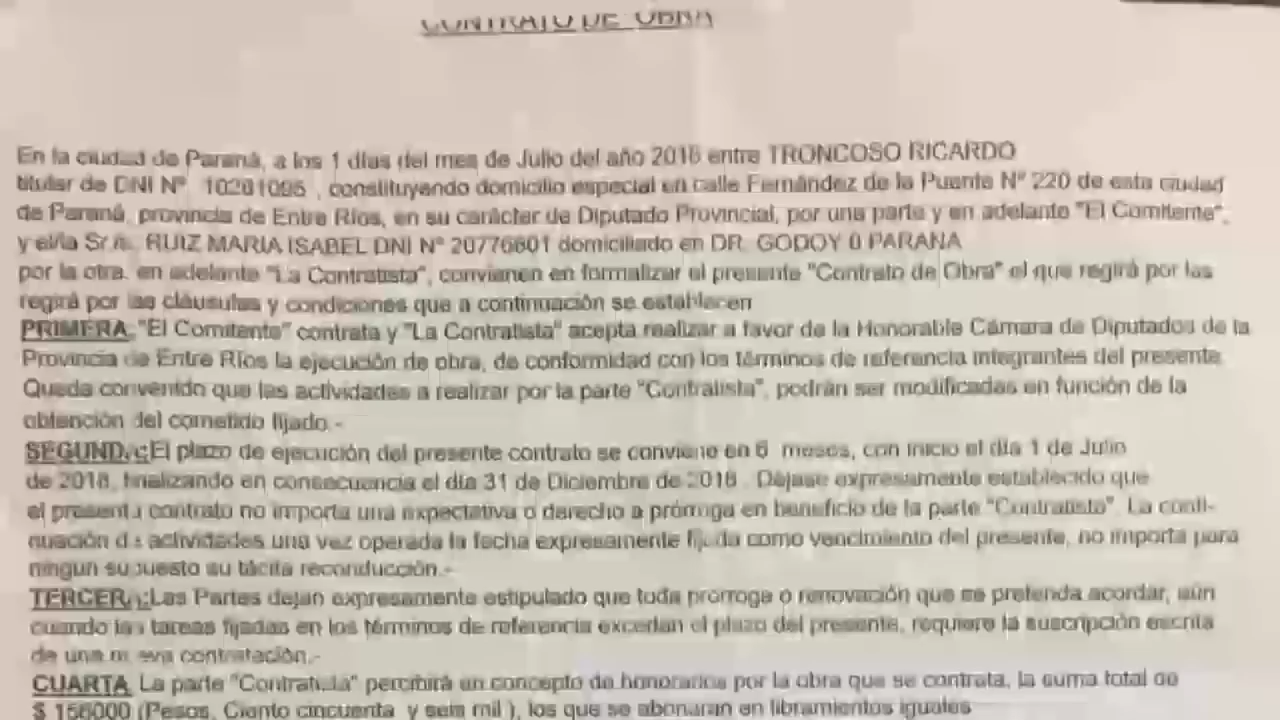 CONTRATO DE OBRA
En la ciudad de Paraná, a los 1 días del mes de Julio del año 2018 entre TRONCOSO RICARDO
titular de DNI Nº 10281095 , constituyendo domicilio especial en calle Fernández de la Puente Nº 220 de esta ciudad
de Paraná, provincia de Entre Ríos, en su carácter de Diputado Provincial, por una parte y en adelante "El Comitente",
y el/la Sr./a. RUIZ MARIA ISABEL DNI Nº 20776801 domiciliado en DR. GODOY 0 PARANA
por la otra, en adelante "La Contratista", convienen en formalizar el presente "Contrato de Obra" el que regirá por las
regirá por las cláusulas y condiciones que a continuación se establecen
PRIMERA "El Comitente" contrata y "La Contratista" acepta realizar a favor de la Honorable Cámara de Diputados de la
Provincia de Entre Ríos la ejecución de obra, de conformidad con los términos de referencia integrantes del presente
Queda convenido que las actividades a realizar por la parte "Contratista", podrán ser modificadas en función de la
obtención del cometido fijado.-
SEGUNDA: El plazo de ejecución del presente contrato se conviene en 6 meses, con inicio el día 1 de Julio
de 2018, finalizando en consecuencia el día 31 de Diciembre de 2018 . Déjase expresamente establecido que
el presente contrato no importa una expectativa o derecho a prórroga en beneficio de la parte "Contratista". La conti-
nuación de actividades una vez operada la fecha expresamente fijada como vencimiento del presente, no importa para
ningún supuesto su tácita reconducción.-
TERCERA: Las Partes dejan expresamente estipulado que toda prórroga o renovación que se pretenda acordar, aún
cuando las tareas fijadas en los términos de referencia excedan el plazo del presente, requiere la suscripción escrita
de una nueva contratación.-
CUARTA La parte "Contratista" percibirá en concepto de honorarios por la obra que se contrata, la suma total de
$ 156000 (Pesos, Ciento cincuenta y seis mil ), los que se abonaran en libramientos iguales